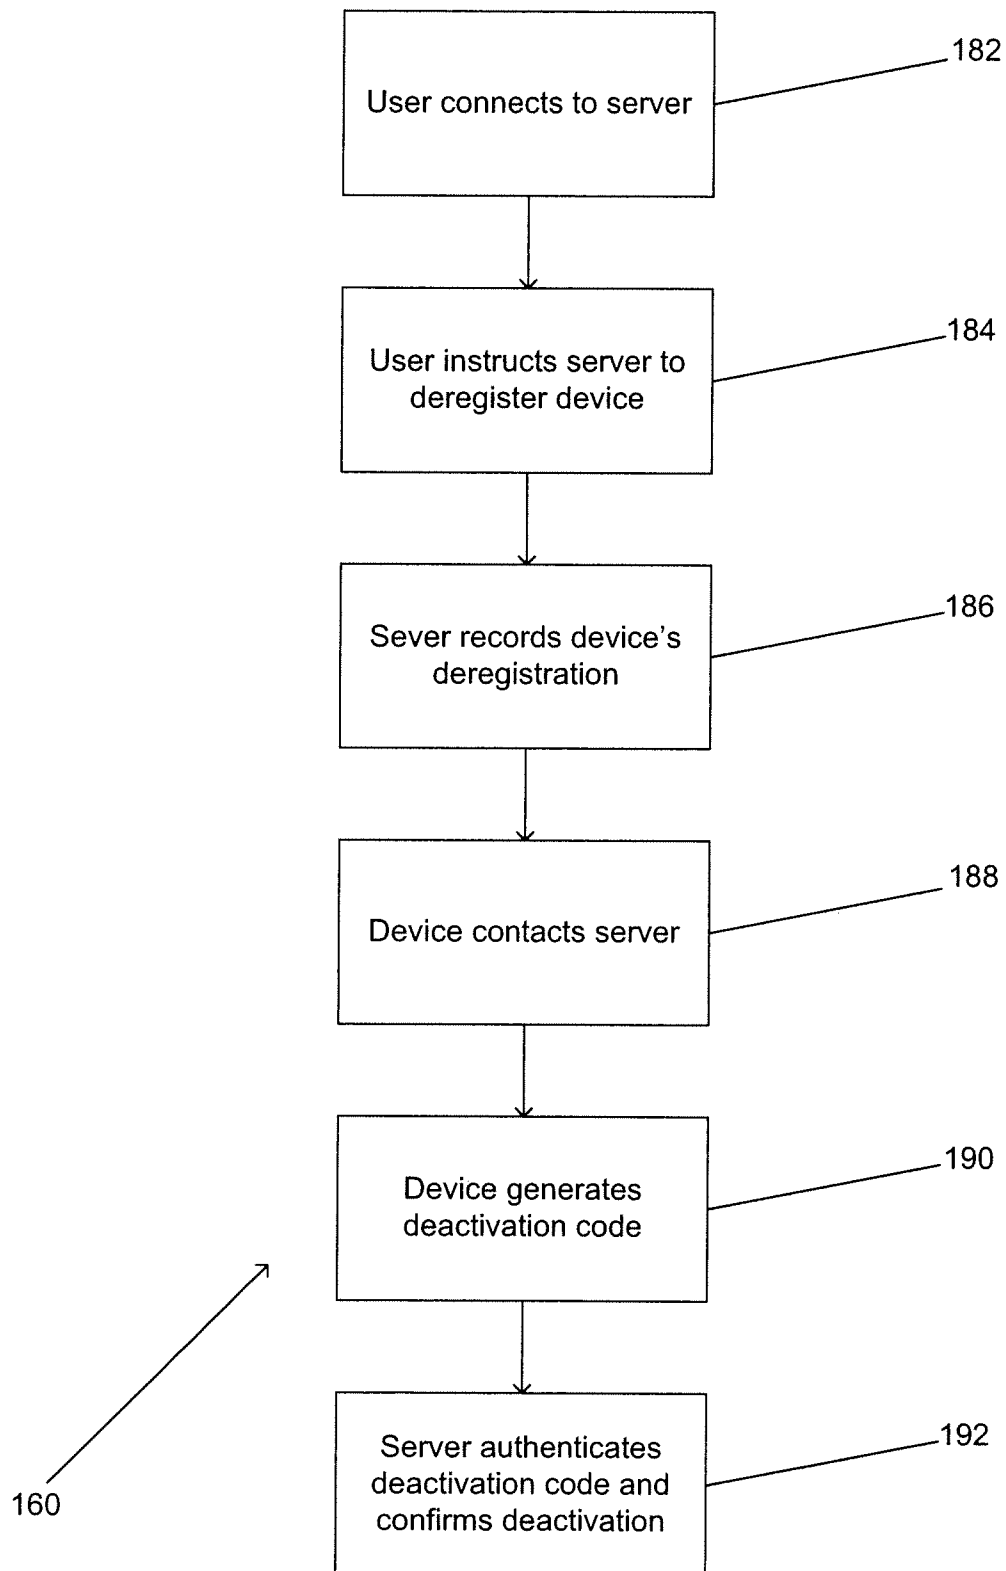 User connects to server
182
User instructs server to
deregister device
184
Sever records device's
deregistration
186
Device contacts server
188
Device generates
deactivation code
190
Server authenticates
deactivation code and
confirms deactivation
192
160